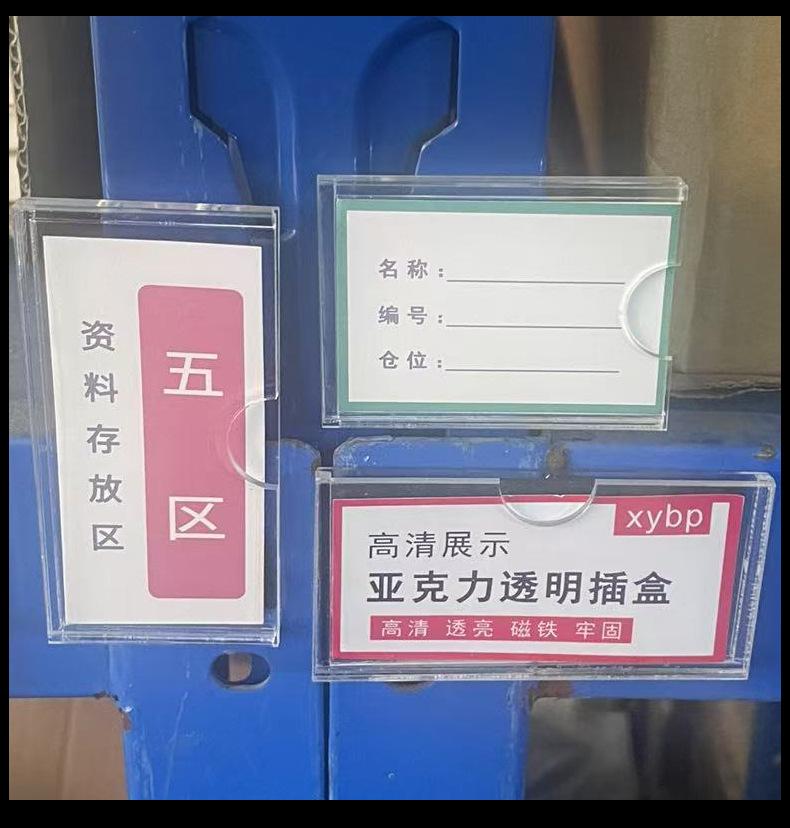 资料存放区
五区
名称：
编号：
仓位：
xybp
高清展示
亚克力透明插盒
高清 透亮 磁铁 牢固